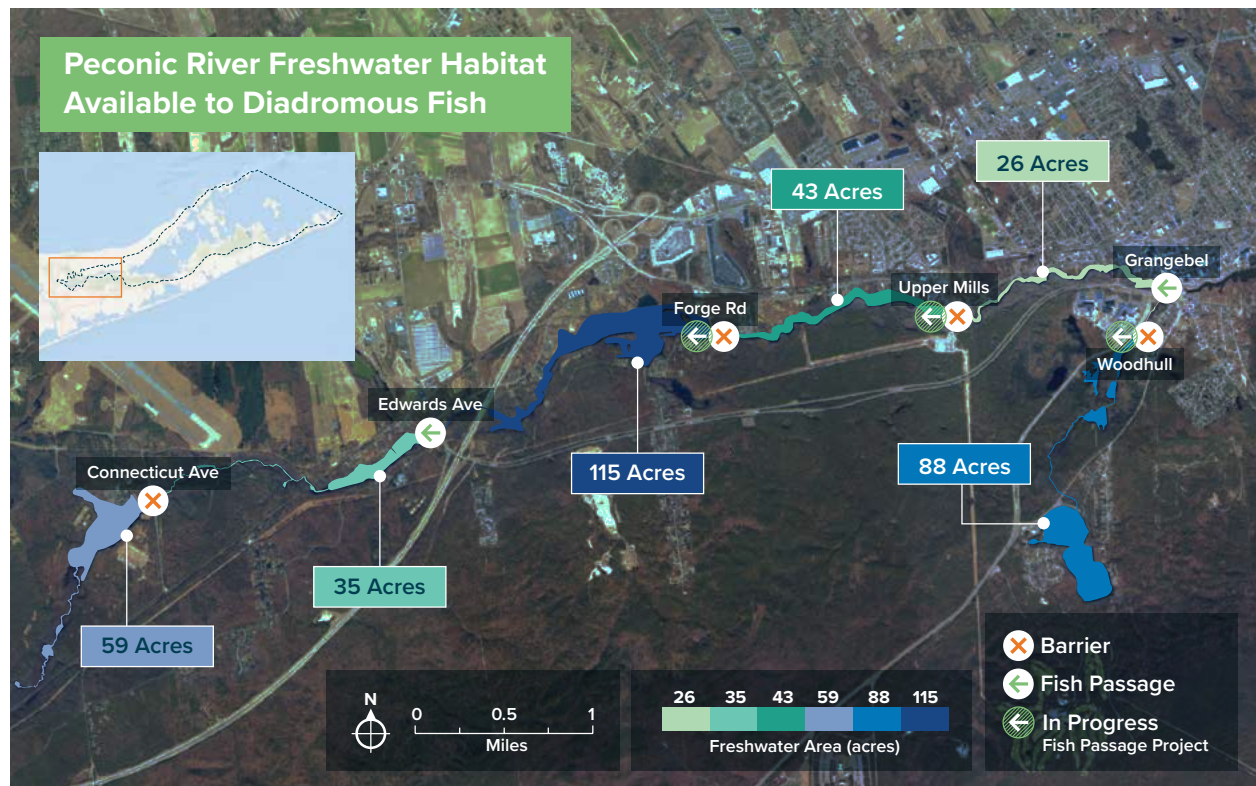 Peconic River Freshwater Habitat
Available to Diadromous Fish
26 Acres
43 Acres
Grangebel
Upper Mills
Forge Rd
Woodhull
Edwards Ave
Connecticut Ave
115 Acres
88 Acres
35 Acres
59 Acres
N
0 0.5 1
Miles
26 35 43 59 88 115
Freshwater Area (acres)
Barrier
Fish Passage
In Progress
Fish Passage Project